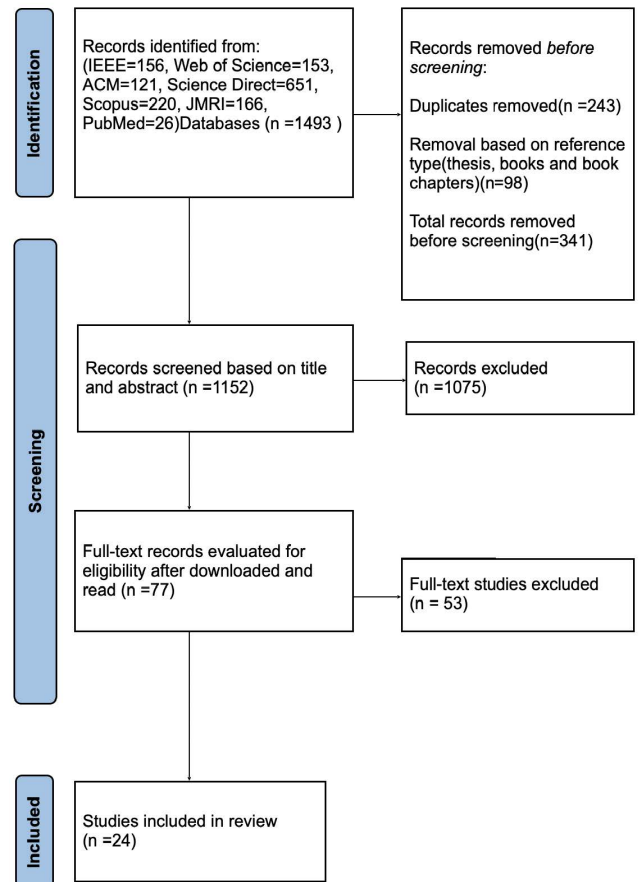 Identification
Records identified from:
(IEEE=156, Web of Science=153,
ACM=121, Science Direct=651,
Scopus=220, JMRI=166,
PubMed=26)Databases (n =1493 )
Records removed before
screening:
Duplicates removed(n =243)
Removal based on reference
type(thesis, books and book
chapters)(n=98)
Total records removed
before screening(n=341)
Screening
Records screened based on title
and abstract (n =1152)
Records excluded
(n =1075)
Full-text records evaluated for
eligibility after downloaded and
read (n =77)
Full-text studies excluded
(n = 53)
Included
Studies included in review
(n =24)